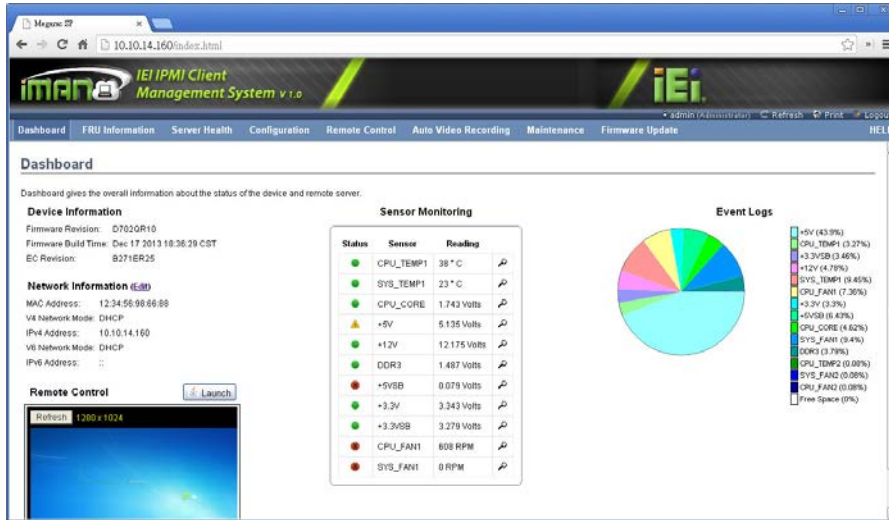 Megarac SP
10.10.14.160/index.html
iMAN
IEI IPMI Client
Management System v 1.0
iEi
admin (Administrator) Refresh Print Logout
Dashboard FRU Information Server Health Configuration Remote Control Auto Video Recording Maintenance Firmware Update HEL
Dashboard
Dashboard gives the overall information about the status of the device and remote server.
Device Information
Firmware Revision: D702QR10
Firmware Build Time: Dec 17 2013 18:36:29 CST
EC Revision: B271ER25
Network Information (Edit)
MAC Address: 12:34:56:98:66:88
V4 Network Mode: DHCP
IPv4 Address: 10.10.14.160
V6 Network Mode: DHCP
IPv6 Address: ::
Remote Control Launch
Refresh 1280 x 1024
Sensor Monitoring
Status Sensor Reading
CPU_TEMP1 38 ° C
SYS_TEMP1 23 ° C
CPU_CORE 1.743 Volts
+5V 5.135 Volts
+12V 12.175 Volts
DDR3 1.487 Volts
+5VSB 0.079 Volts
+3.3V 3.343 Volts
+3.3VSB 3.279 Volts
CPU_FAN1 608 RPM
SYS_FAN1 0 RPM
Event Logs
+5V (43.9%)
CPU_TEMP1 (3.27%)
+3.3VSB (3.46%)
+12V (4.78%)
SYS_TEMP1 (9.45%)
CPU_FAN1 (7.36%)
+3.3V (3.3%)
+5VSB (6.43%)
CPU_CORE (4.62%)
SYS_FAN1 (9.4%)
DDR3 (3.79%)
CPU_TEMP2 (0.08%)
SYS_FAN2 (0.08%)
CPU_FAN2 (0.08%)
Free Space (0%)